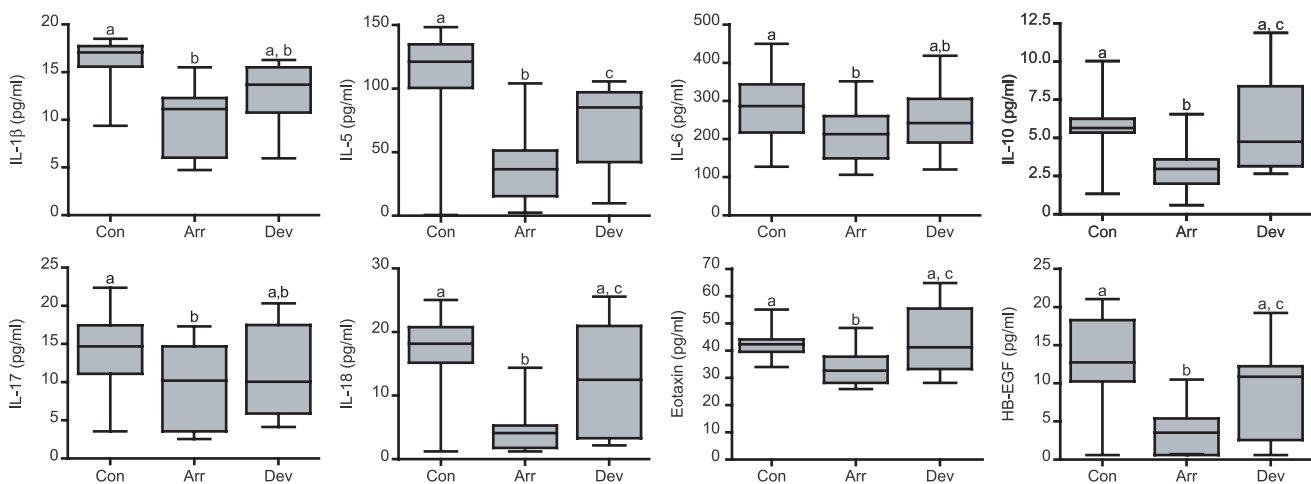 20
15
10
5
0
IL-1β (pg/ml)
a
b
a, b
Con
Arr
Dev
150
100
50
0
IL-5 (pg/ml)
a
b
c
Con
Arr
Dev
600
500
400
300
200
100
0
IL-6 (pg/ml)
a
b
a,b
Con
Arr
Dev
12.5
10.0
7.5
5.0
2.5
0.0
IL-10 (pg/ml)
a
b
a, c
Con
Arr
Dev
25
20
15
10
5
0
IL-17 (pg/ml)
a
b
a,b
Con
Arr
Dev
30
20
10
0
IL-18 (pg/ml)
a
b
a, c
Con
Arr
Dev
70
60
50
40
30
20
10
0
Eotaxin (pg/ml)
a
b
a, c
Con
Arr
Dev
25
20
15
10
5
0
HB-EGF (pg/ml)
a
b
a, c
Con
Arr
Dev